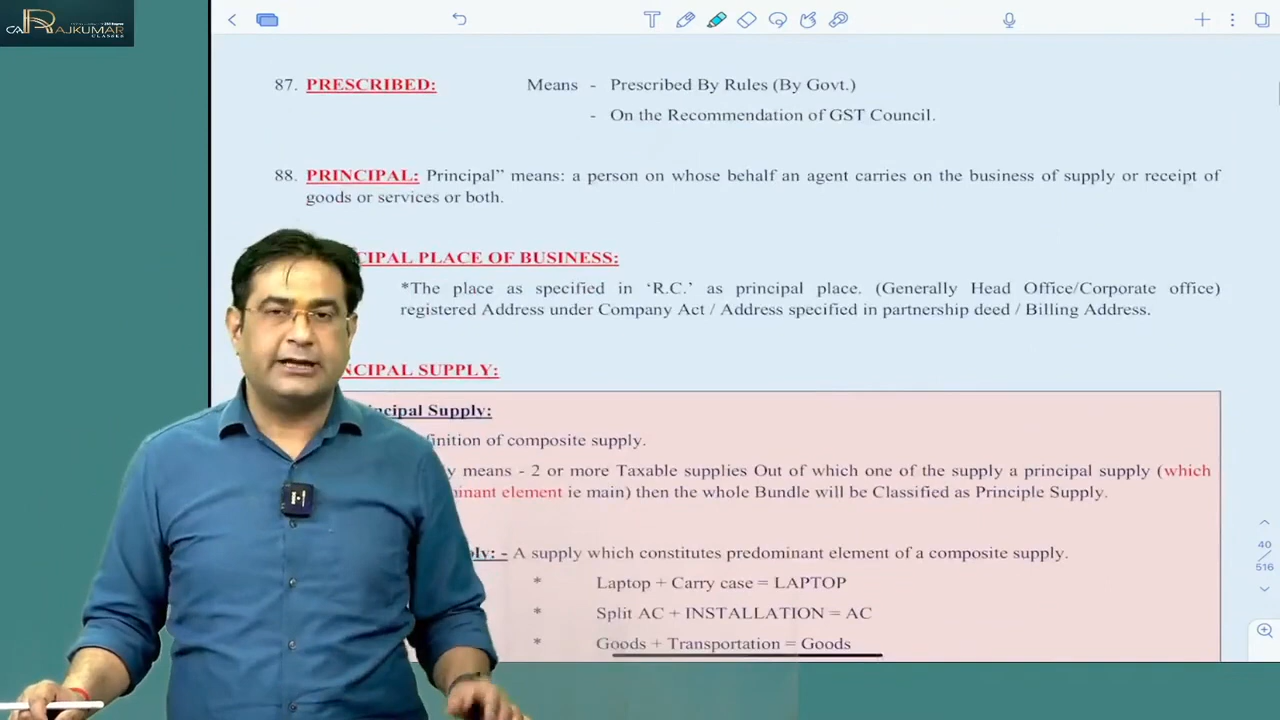 CA RAJKUMAR
CLASSES
87. PRESCRIBED: Means - Prescribed By Rules (By Govt.)
- On the Recommendation of GST Council.
88. PRINCIPAL: Principal” means: a person on whose behalf an agent carries on the business of supply or receipt of
goods or services or both.
CIPAL PLACE OF BUSINESS:
*The place as specified in ‘R.C.’ as principal place. (Generally Head Office/Corporate office)
registered Address under Company Act / Address specified in partnership deed / Billing Address.
NCIPAL SUPPLY:
ncipal Supply:
finition of composite supply.
y means - 2 or more Taxable supplies Out of which one of the supply a principal supply (which
inant element ie main) then the whole Bundle will be Classified as Principle Supply.
ly: - A supply which constitutes predominant element of a composite supply.
* Laptop + Carry case = LAPTOP
* Split AC + INSTALLATION = AC
* Goods + Transportation = Goods
40
516